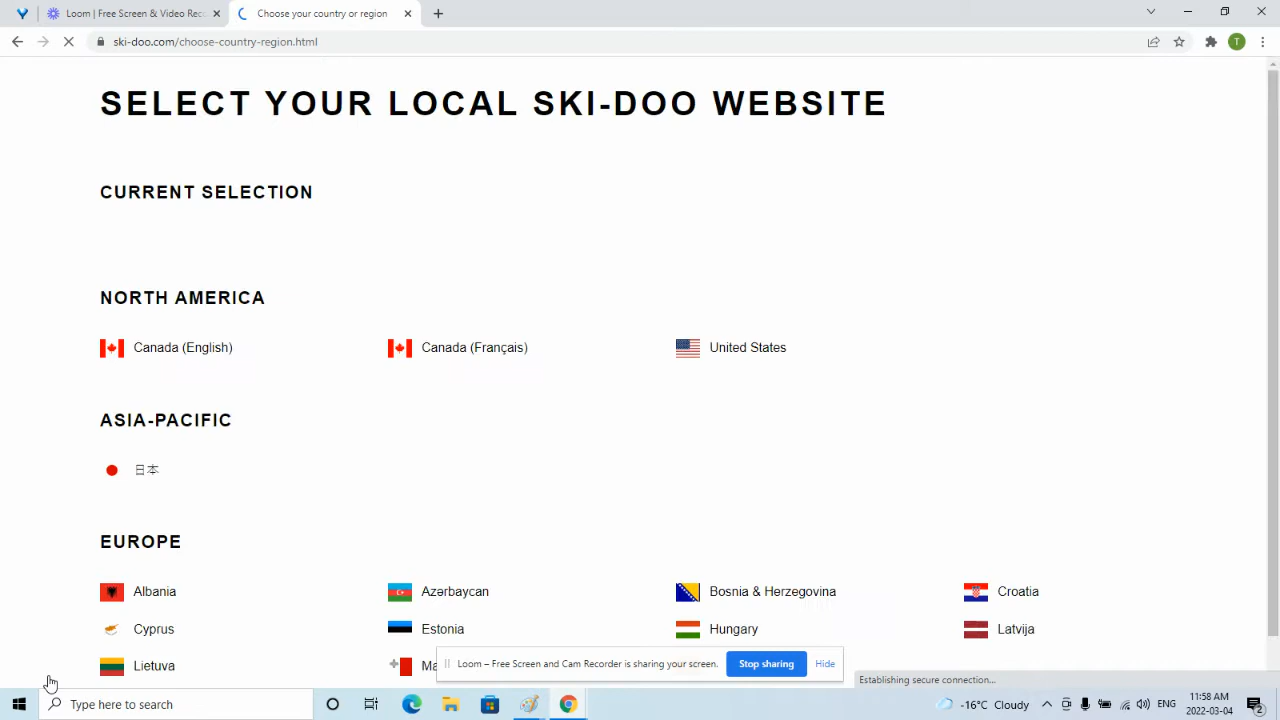 Loom | Free Screen & Video Rec
Choose your country or region
ski-doo.com/choose-country-region.html
T
SELECT YOUR LOCAL SKI-DOO WEBSITE
CURRENT SELECTION
NORTH AMERICA
Canada (English) Canada (Français) United States
ASIA-PACIFIC
日本
EUROPE
Albania Azərbaycan Bosnia & Herzegovina Croatia
Cyprus Estonia Hungary Latvija
Lietuva
Loom – Free Screen and Cam Recorder is sharing your screen. Stop sharing Hide
Establishing secure connection...
Type here to search
-16°C Cloudy ENG 11:58 AM
2022-03-04
2